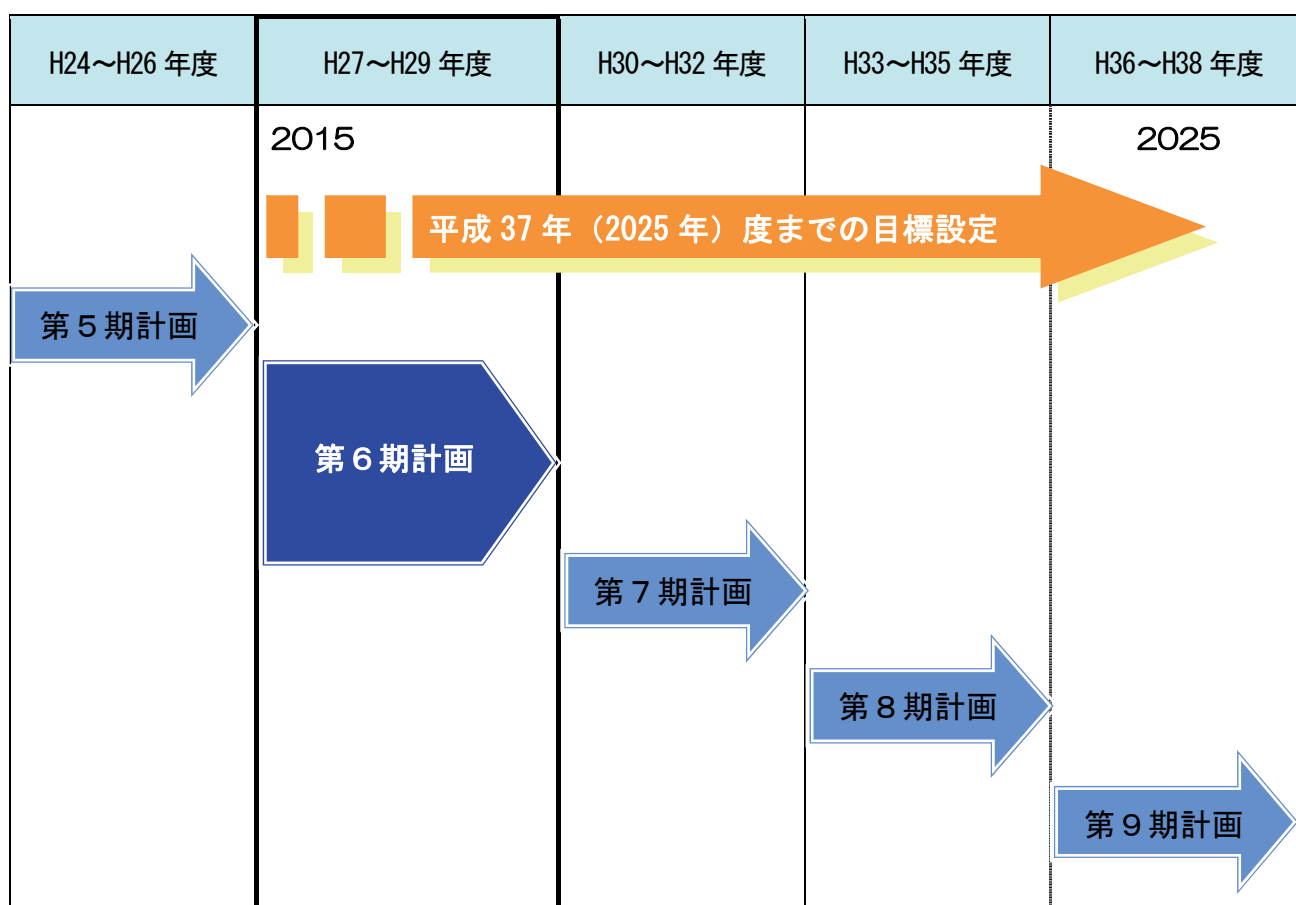 H24～H26 年度
H27～H29 年度
H30～H32 年度
H33～H35 年度
H36～H38 年度
2015
2025
平成 37 年（2025 年）度までの目標設定
第５期計画
第６期計画
第７期計画
第８期計画
第９期計画